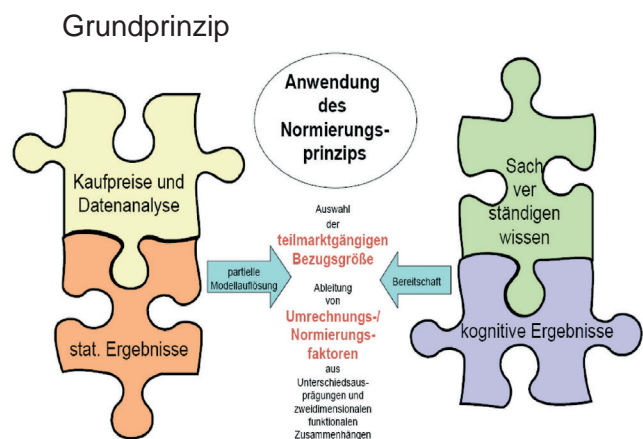 Grundprinzip
Kaufpreise und
Datenanalyse
stat. Ergebnisse
partielle
Modellauflösung
Anwendung
des
Normierungs-
prinzips
Auswahl
der
teilmarktgängigen
Bezugsgröße
Ableitung
von
Umrechnungs-/
Normierungs-
faktoren
aus
Unterschiedsaus-
prägungen und
zweidimensionalen
funktionalen
Zusammenhängen
Bereitschaft
Sach
ver
ständigen
wissen
kognitive Ergebnisse